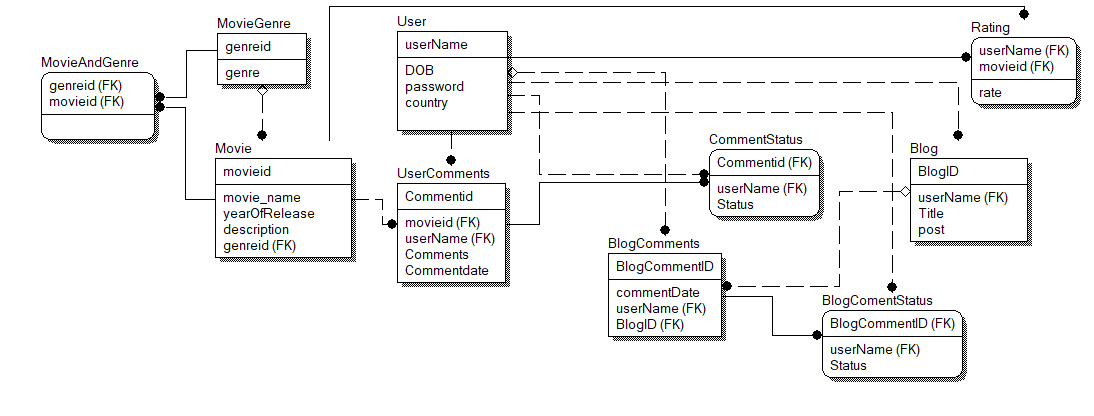 MovieGenre
genreid
genre
User
userName
DOB
password
country
Rating
userName (FK)
movieid (FK)
rate
MovieAndGenre
genreid (FK)
movieid (FK)
Movie
movieid
movie_name
yearOfRelease
description
genreid (FK)
UserComments
Commentid
movieid (FK)
userName (FK)
Comments
Commentdate
CommentStatus
Commentid (FK)
userName (FK)
Status
Blog
BlogID
userName (FK)
Title
post
BlogComments
BlogCommentID
commentDate
userName (FK)
BlogID (FK)
BlogComentStatus
BlogCommentID (FK)
userName (FK)
Status